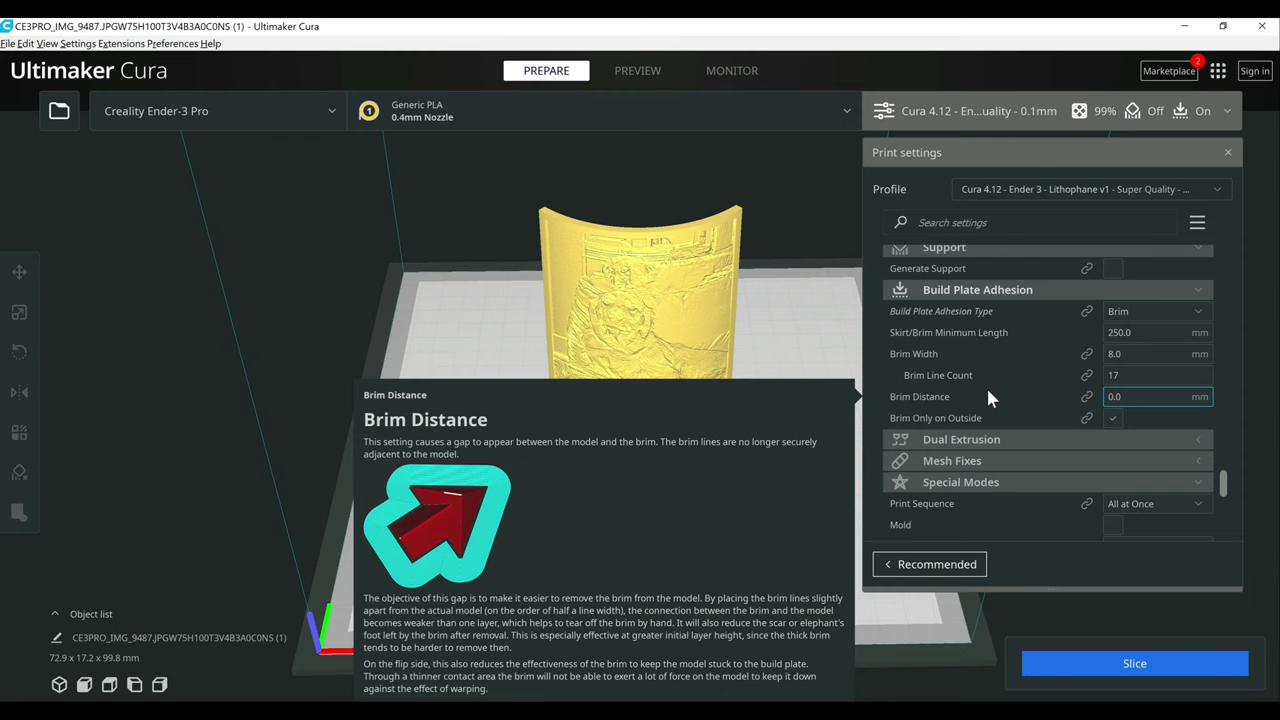 CE3PRO_IMG_9487.JPGW75H100T3V4B3A0C0NS (1) - Ultimaker Cura
File Edit View Settings Extensions Preferences Help
Ultimaker Cura
PREPARE
PREVIEW
MONITOR
Marketplace
2
Sign in
Creality Ender-3 Pro
1
Generic PLA
0.4mm Nozzle
Cura 4.12 - En...uality - 0.1mm
99%
Off
On
Print settings
Profile
Cura 4.12 - Ender 3 - Lithophane v1 - Super Quality - ...
Search settings
Support
Generate Support
Build Plate Adhesion
Build Plate Adhesion Type
Brim
Skirt/Brim Minimum Length
250.0 mm
Brim Width
8.0 mm
Brim Line Count
17
Brim Distance
0.0 mm
Brim Only on Outside
Dual Extrusion
Mesh Fixes
Special Modes
Print Sequence
All at Once
Mold
Recommended
Brim Distance
Brim Distance
This setting causes a gap to appear between the model and the brim. The brim lines are no longer securely
adjacent to the model.
The objective of this gap is to make it easier to remove the brim from the model. By placing the brim lines slightly
apart from the actual model (on the order of half a line width), the connection between the brim and the model
becomes weaker than one layer, which helps to tear off the brim by hand. It will also reduce the scar or elephant's
foot left by the brim after removal. This is especially effective at greater initial layer height, since the thick brim
tends to be harder to remove then.
On the flip side, this also reduces the effectiveness of the brim to keep the model stuck to the build plate.
Through a thinner contact area the brim will not be able to exert a lot of force on the model to keep it down
against the effect of warping.
Object list
CE3PRO_IMG_9487.JPGW75H100T3V4B3A0C0NS (1)
72.9 x 17.2 x 99.8 mm
Slice